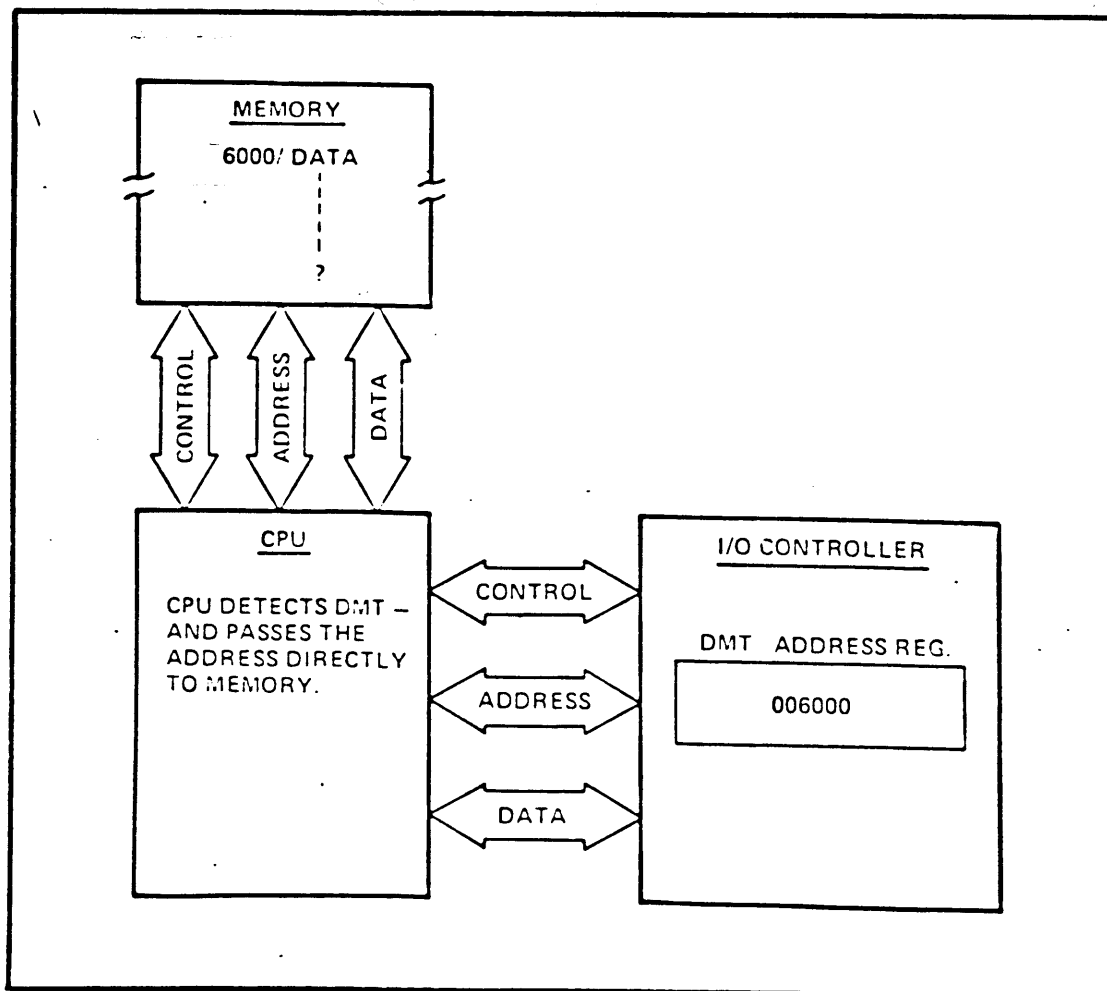 MEMORY
6000/ DATA
?
CONTROL
ADDRESS
DATA
CPU
CPU DETECTS DMT –
AND PASSES THE
ADDRESS DIRECTLY
TO MEMORY.
CONTROL
ADDRESS
DATA
I/O CONTROLLER
DMT ADDRESS REG.
006000